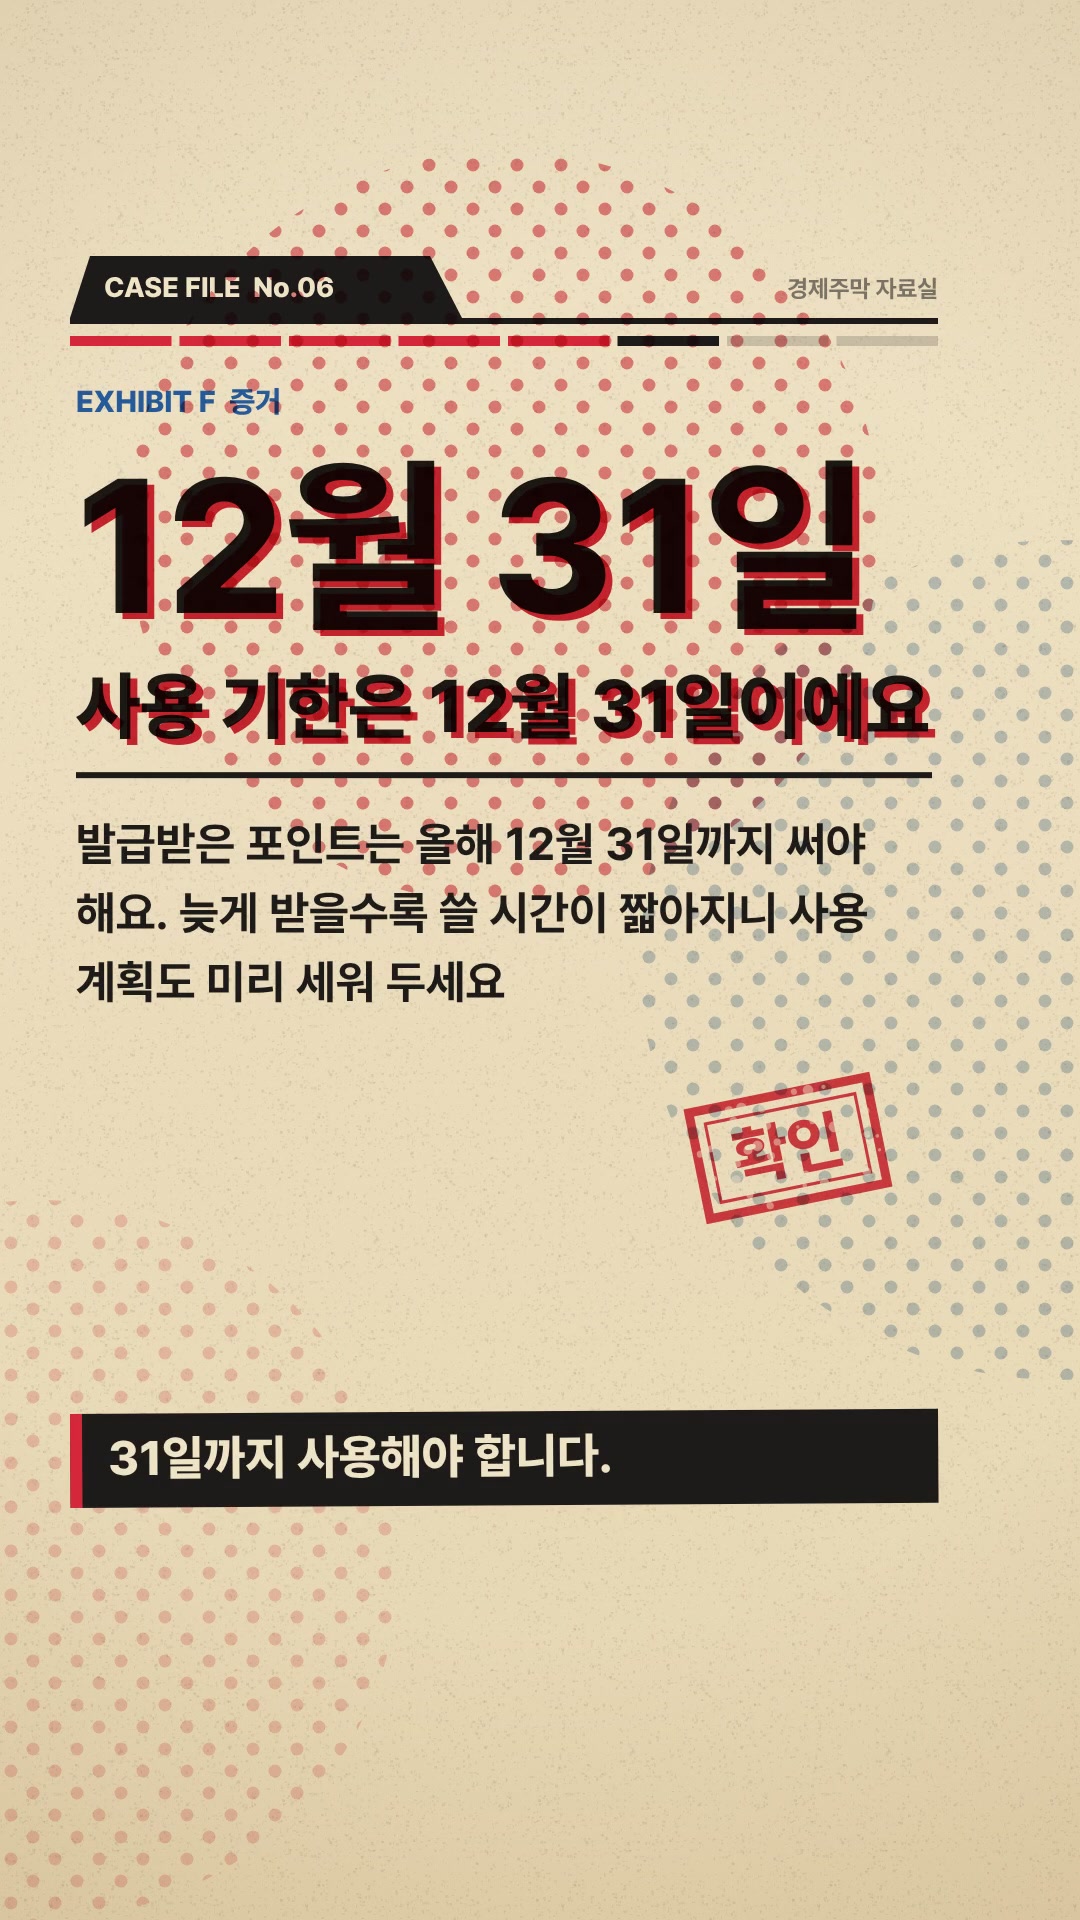 CASE FILE No.06
경제주막 자료실
EXHIBIT F 증거
12월 31일
사용 기한은 12월 31일이에요
발급받은 포인트는 올해 12월 31일까지 써야
해요. 늦게 받을수록 쓸 시간이 짧아지니 사용
계획도 미리 세워 두세요
확인
31일까지 사용해야 합니다.